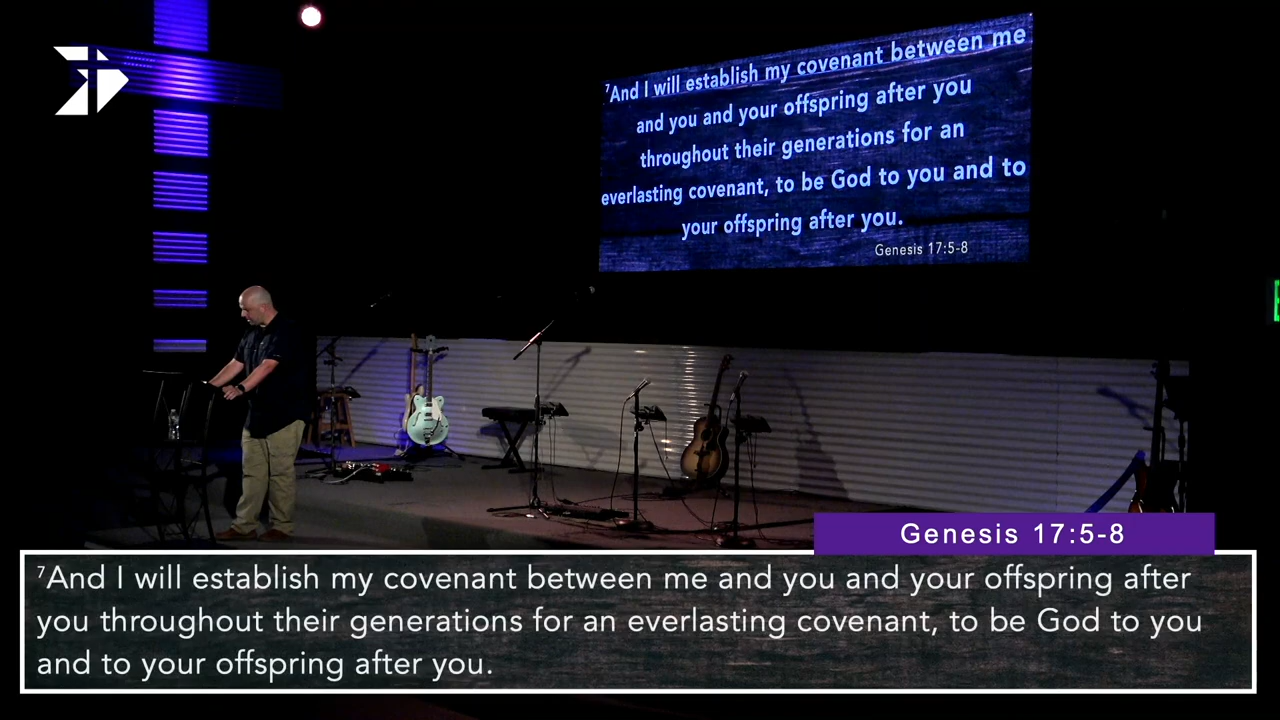 ⁷And I will establish my covenant between me
and you and your offspring after you
throughout their generations for an
everlasting covenant, to be God to you and to
your offspring after you.
Genesis 17:5-8
Genesis 17:5-8
⁷And I will establish my covenant between me and you and your offspring after
you throughout their generations for an everlasting covenant, to be God to you
and to your offspring after you.